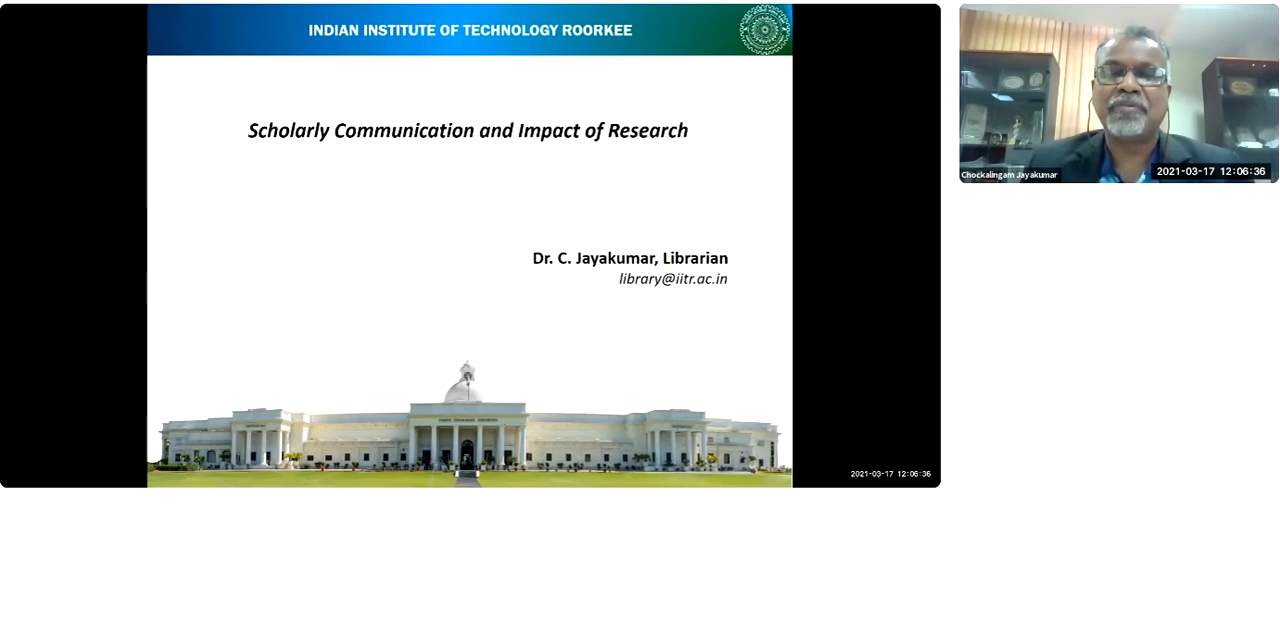 INDIAN INSTITUTE OF TECHNOLOGY ROORKEE
Scholarly Communication and Impact of Research
Dr. C. Jayakumar, Librarian
library@iitr.ac.in
2021-03-17 12:06:36
Chockalingam Jayakumar
2021-03-17 12:06:36